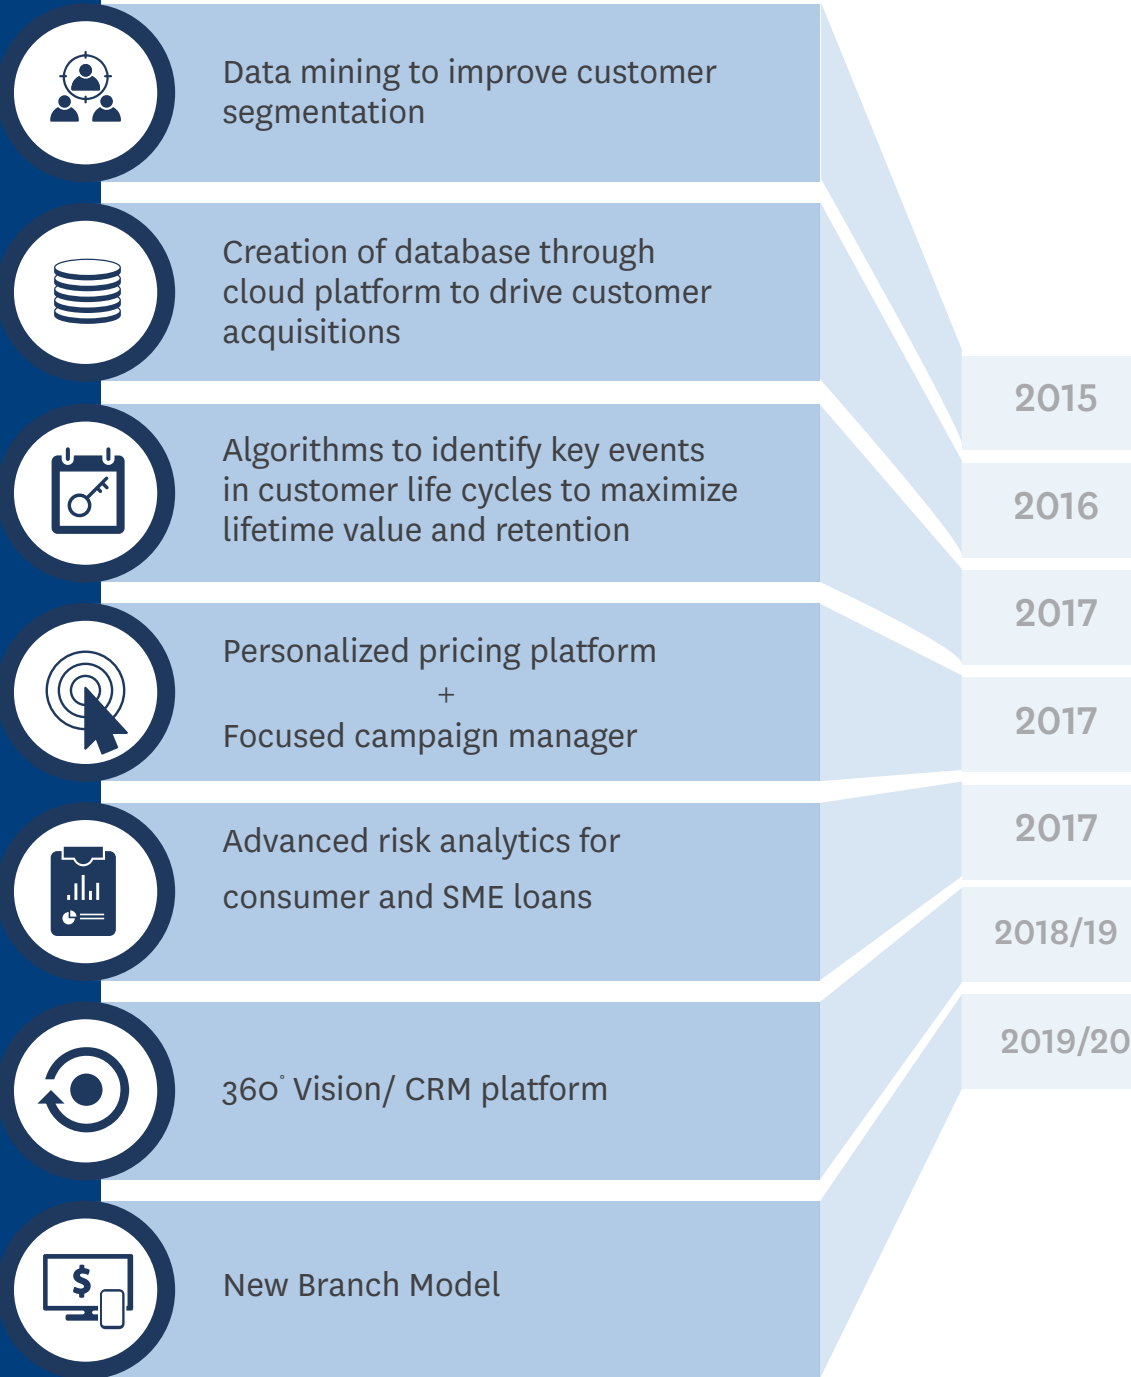 Data mining to improve customer
segmentation
Creation of database through
cloud platform to drive customer
acquisitions
Algorithms to identify key events
in customer life cycles to maximize
lifetime value and retention
Personalized pricing platform
+
Focused campaign manager
Advanced risk analytics for
consumer and SME loans
360° Vision/ CRM platform
New Branch Model
$
2015
2016
2017
2017
2017
2018/19
2019/20